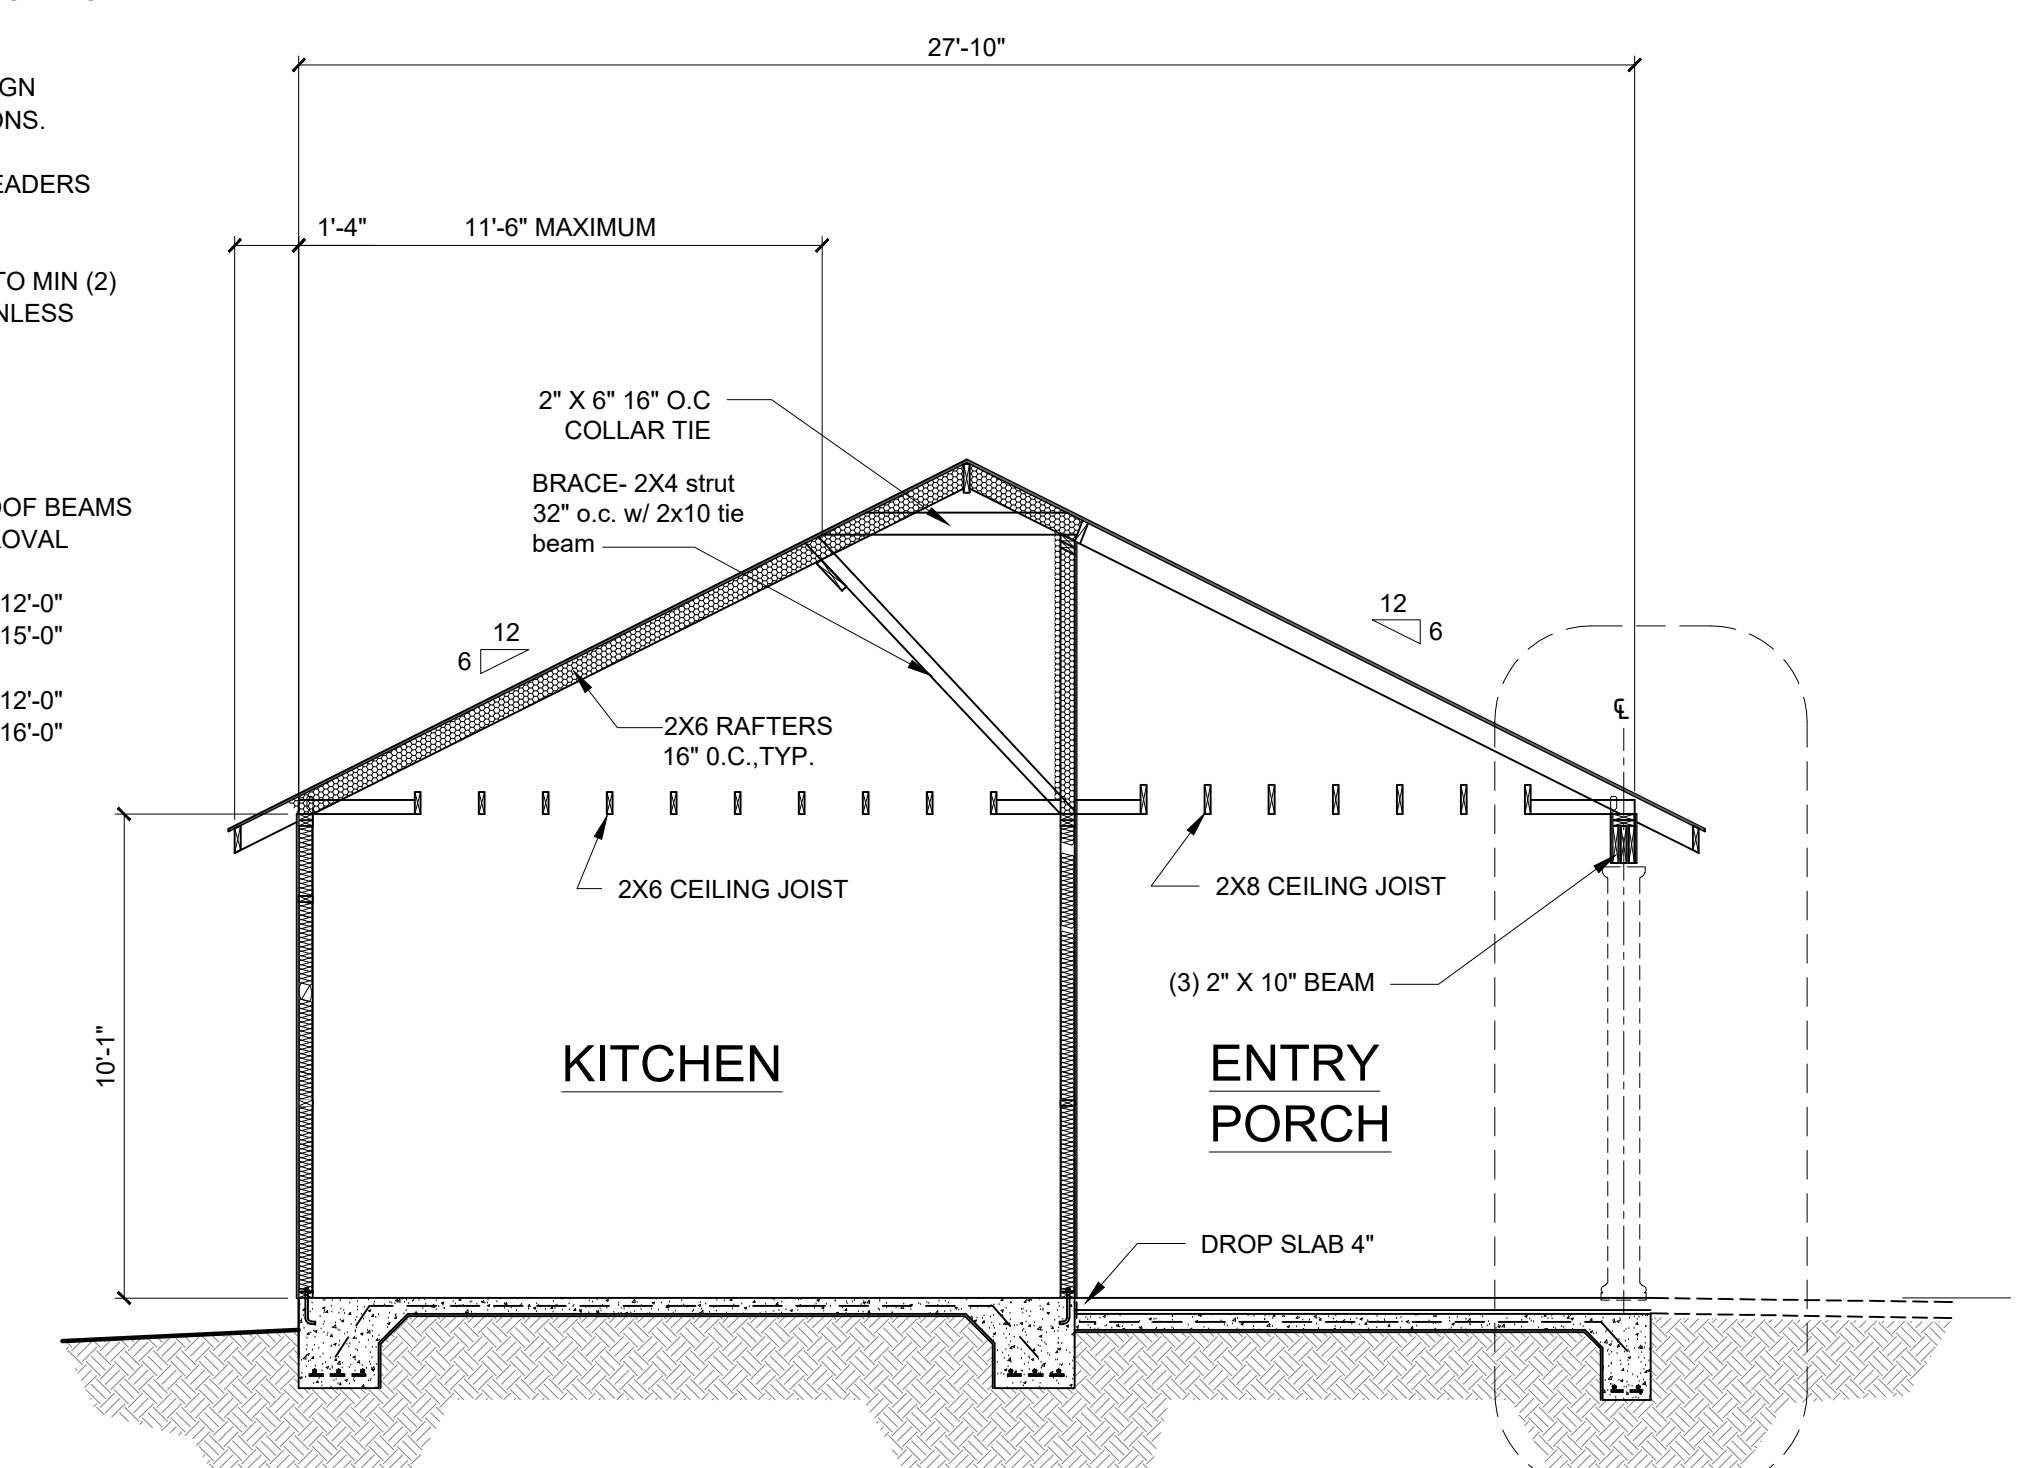 27'-10"
IGN
ONS.
EADERS
1'-4"
11'-6" MAXIMUM
TO MIN (2)
NLESS
2" X 6" 16" O.C
COLLAR TIE
BRACE- 2X4 strut
32" o.c. w/ 2x10 tie
beam
OOF BEAMS
ROVAL
12'-0"
15'-0"
12'-0"
16'-0"
12
6
12
6
2X6 RAFTERS
16" 0.C.,TYP.
℄
2X6 CEILING JOIST
2X8 CEILING JOIST
(3) 2" X 10" BEAM
10'-1"
KITCHEN
ENTRY
PORCH
DROP SLAB 4"